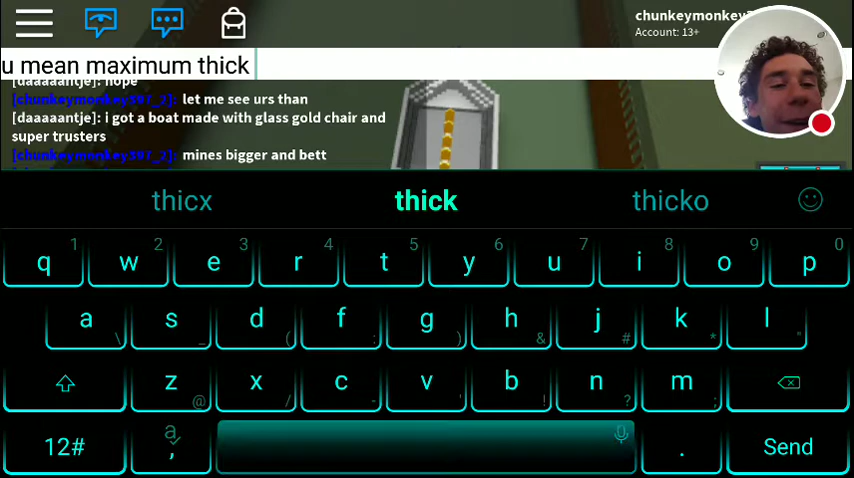 chunkeymonkey
Account: 13+
u mean maximum thick
[daaaaantje]: nope
[chunkeymonkey597_2]: let me see urs than
[daaaaantje]: i got a boat made with glass gold chair and
super trusters
[chunkeymonkey597_2]: mines bigger and bett
thicx thick thicko
1 2 3 4 5 6 7 8 9 0
q w e r t y u i o p
a s d f g h j k l
\ _ ( : ) & # * "
z x c v b n m
@ / - ' ! ? ;
12# a , . Send